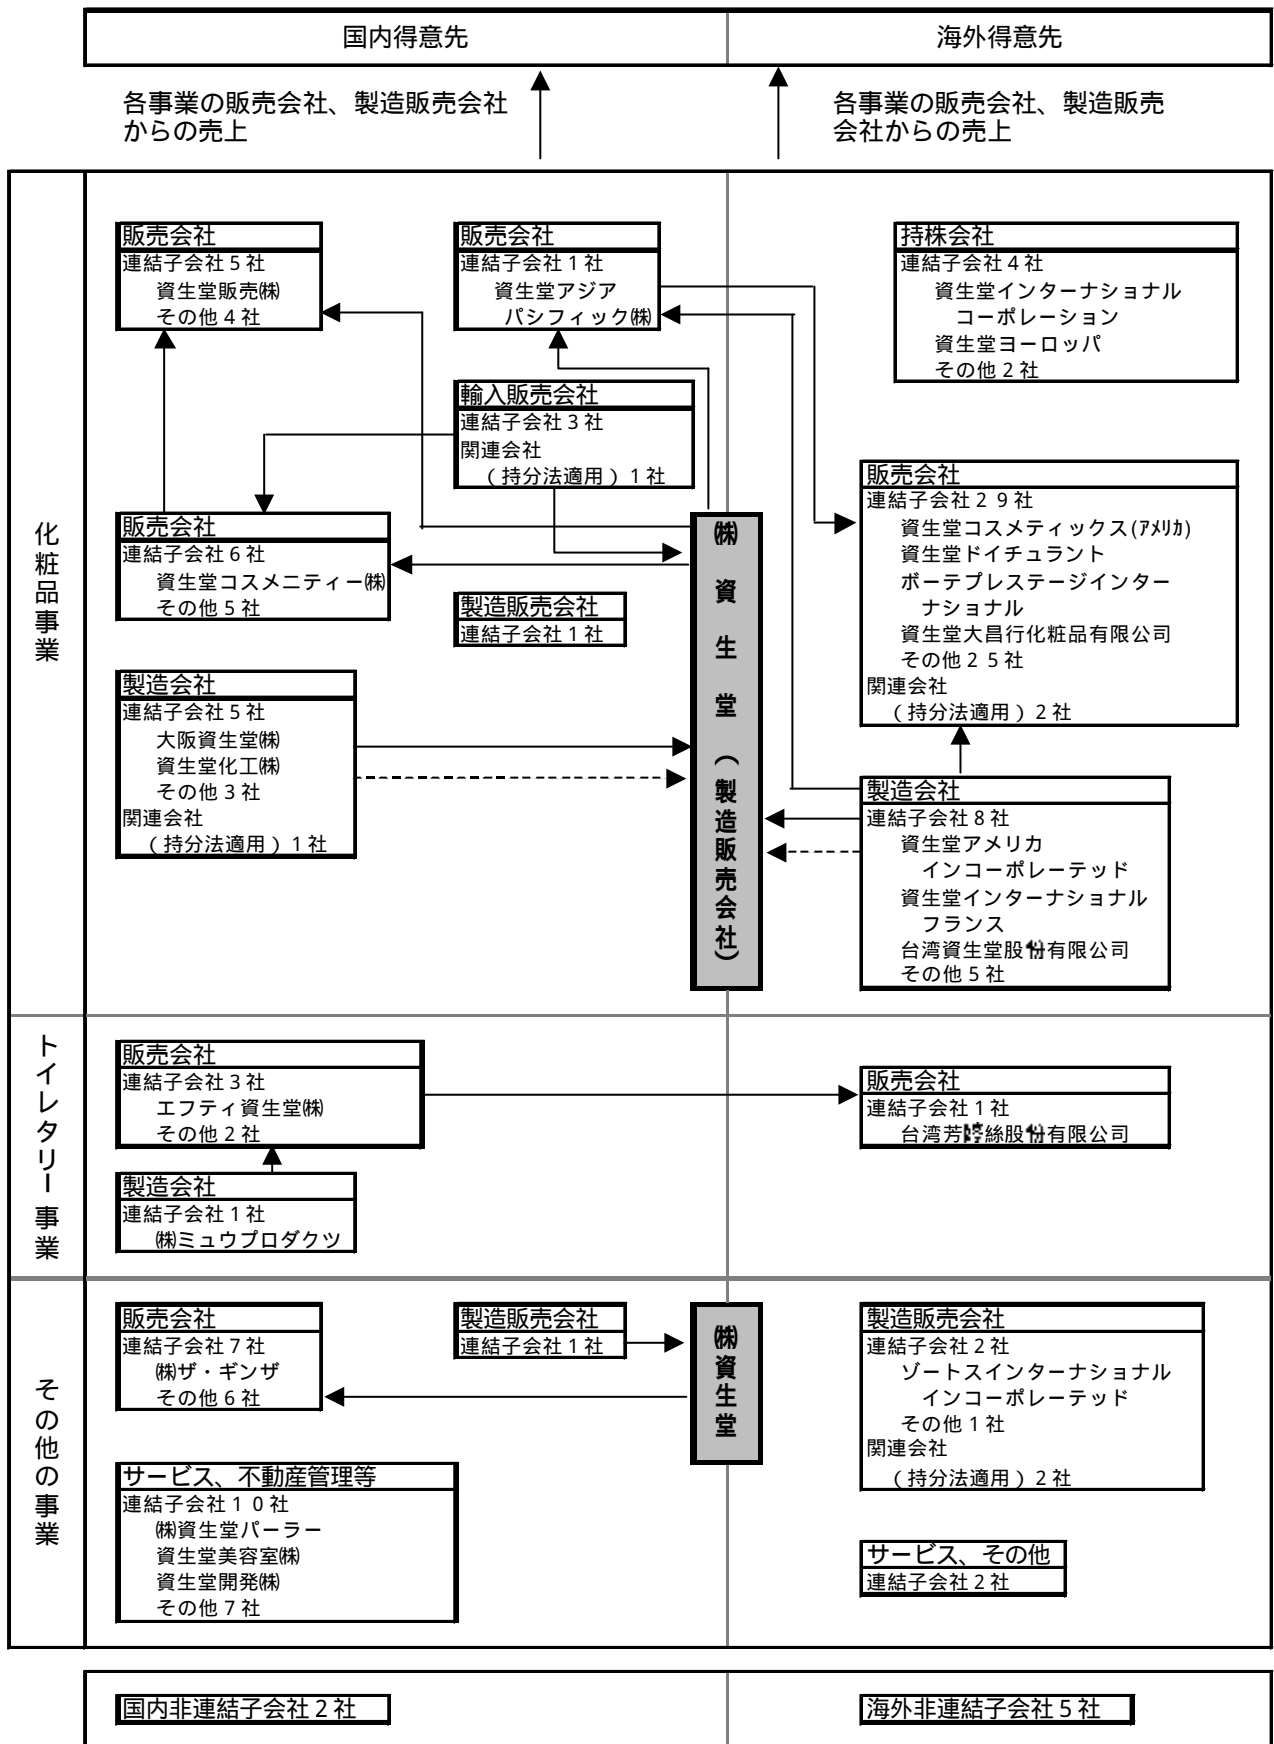 国内得意先
海外得意先
各事業の販売会社、製造販売会社
からの売上
各事業の販売会社、製造販売
会社からの売上
化粧品事業
販売会社
連結子会社5社
資生堂販売㈱
その他4社
販売会社
連結子会社1社
資生堂アジア
パシフィック㈱
持株会社
連結子会社4社
資生堂インターナショナル
コーポレーション
資生堂ヨーロッパ
その他2社
輸入販売会社
連結子会社3社
関連会社
（持分法適用）1社
販売会社
連結子会社29社
資生堂コスメティックス(ｱﾒﾘｶ)
資生堂ドイチュラント
ボーテプレステージインター
ナショナル
資生堂大昌行化粧品有限公司
その他25社
関連会社
（持分法適用）2社
販売会社
連結子会社6社
資生堂コスメニティー㈱
その他5社
製造販売会社
連結子会社1社
㈱資生堂（製造販売会社）
製造会社
連結子会社5社
大阪資生堂㈱
資生堂化工㈱
その他3社
関連会社
（持分法適用）1社
製造会社
連結子会社8社
資生堂アメリカ
インコーポレーテッド
資生堂インターナショナル
フランス
台湾資生堂股份有限公司
その他5社
トイレタリー事業
販売会社
連結子会社3社
エフティ資生堂㈱
その他2社
販売会社
連結子会社1社
台湾芳絲股份有限公司
製造会社
連結子会社1社
㈱ミュウプロダクツ
その他の事業
販売会社
連結子会社7社
㈱ザ・ギンザ
その他6社
製造販売会社
連結子会社1社
㈱資生堂
製造販売会社
連結子会社2社
ゾートスインターナショナル
インコーポレーテッド
その他1社
関連会社
（持分法適用）2社
サービス、不動産管理等
連結子会社10社
㈱資生堂パーラー
資生堂美容室㈱
資生堂開発㈱
その他7社
サービス、その他
連結子会社2社
国内非連結子会社2社
海外非連結子会社5社